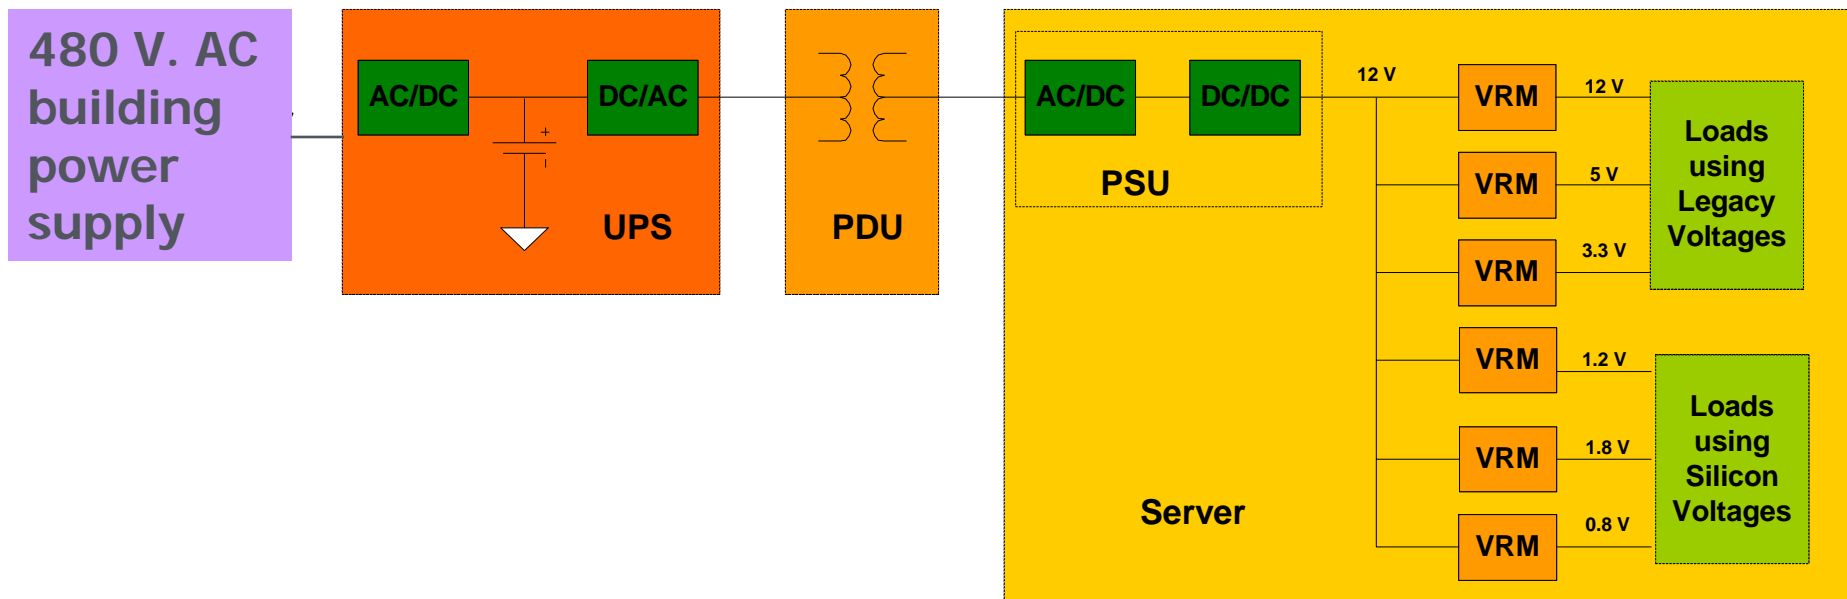 480 V. AC
building
power
supply
AC/DC
DC/AC
+
–
UPS
PDU
AC/DC
DC/DC
PSU
Server
12 V
VRM
12 V
VRM
5 V
VRM
3.3 V
VRM
1.2 V
VRM
1.8 V
VRM
0.8 V
Loads
using
Legacy
Voltages
Loads
using
Silicon
Voltages